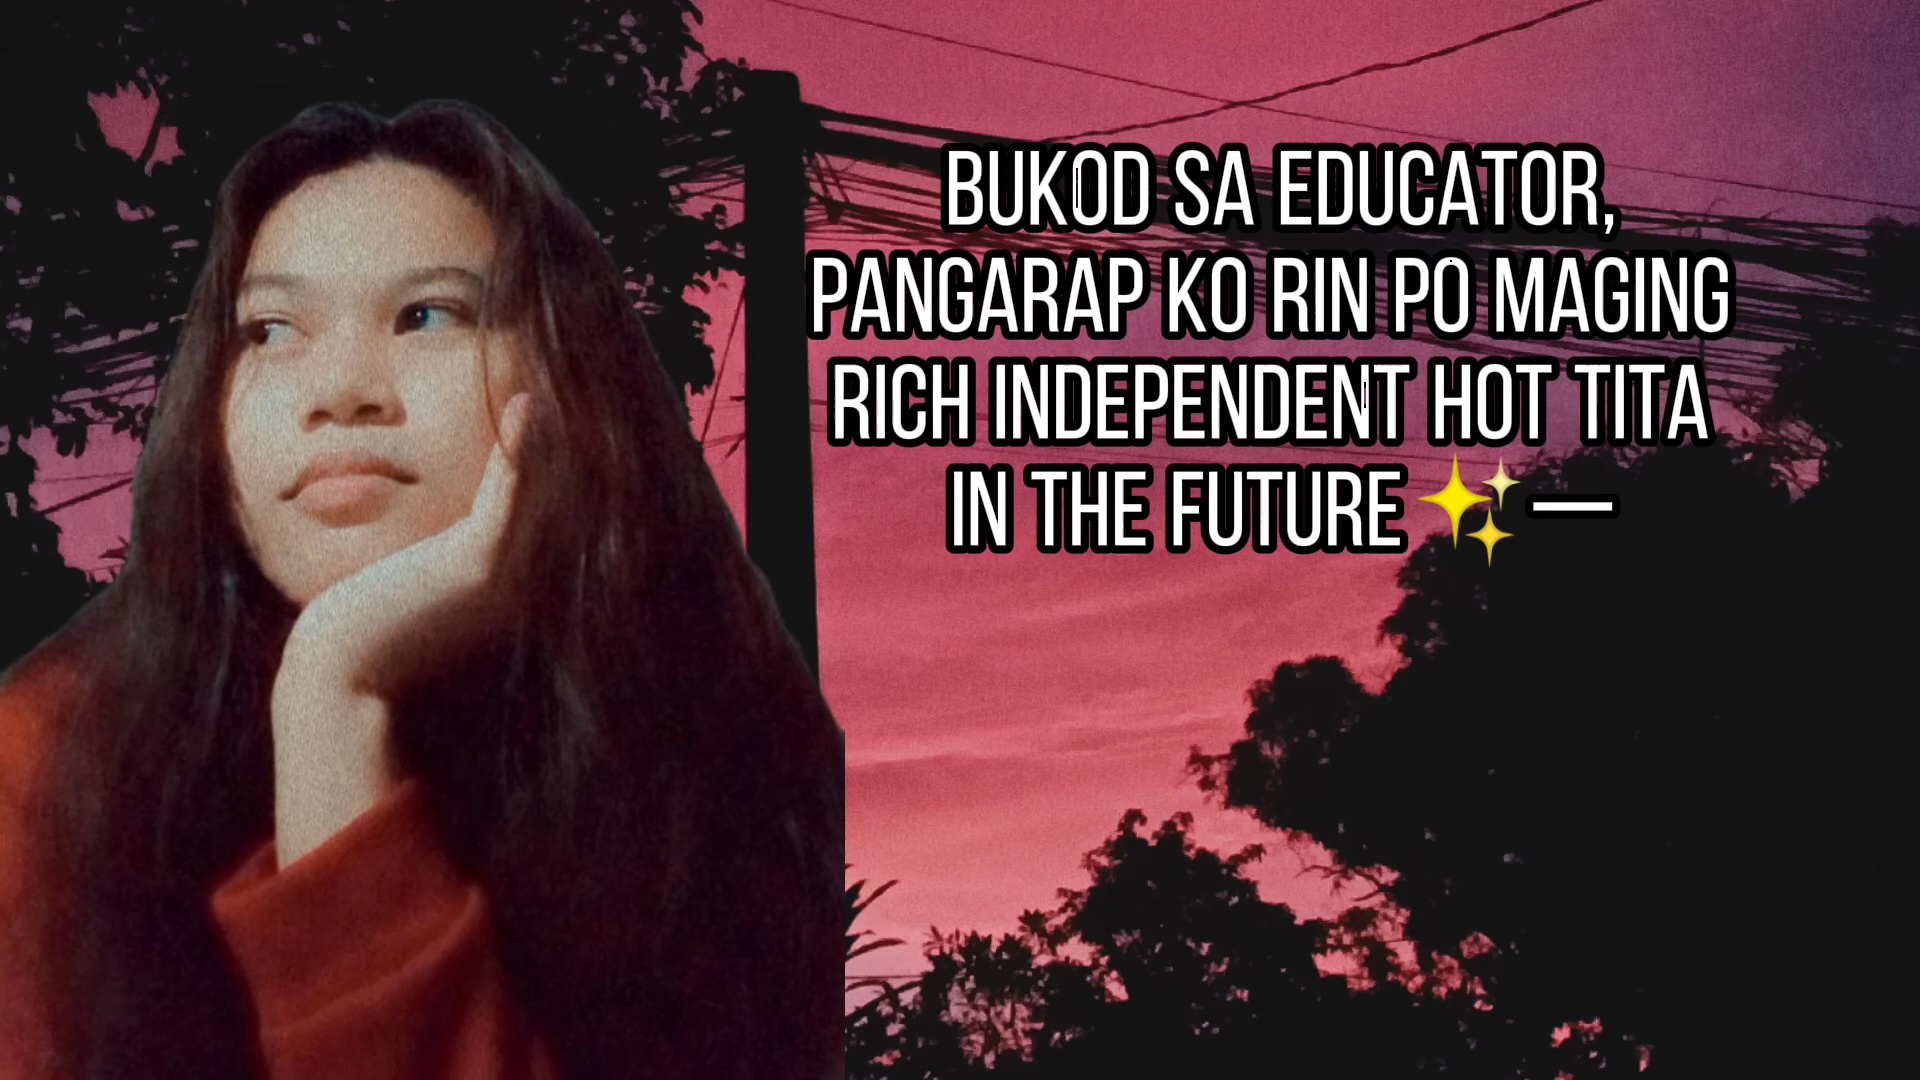 BUKOD SA EDUCATOR,
PANGARAP KO RIN PO MAGING
RICH INDEPENDENT HOT TITA
IN THE FUTURE ✨ —